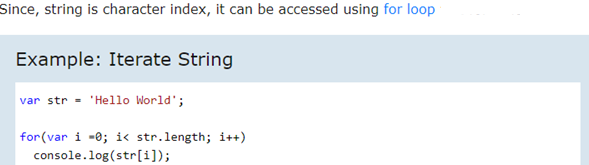 Since, string is character index, it can be accessed using for loop
Example: Iterate String
var str = 'Hello World';
for(var i =0; i< str.length; i++)
console.log(str[i]);